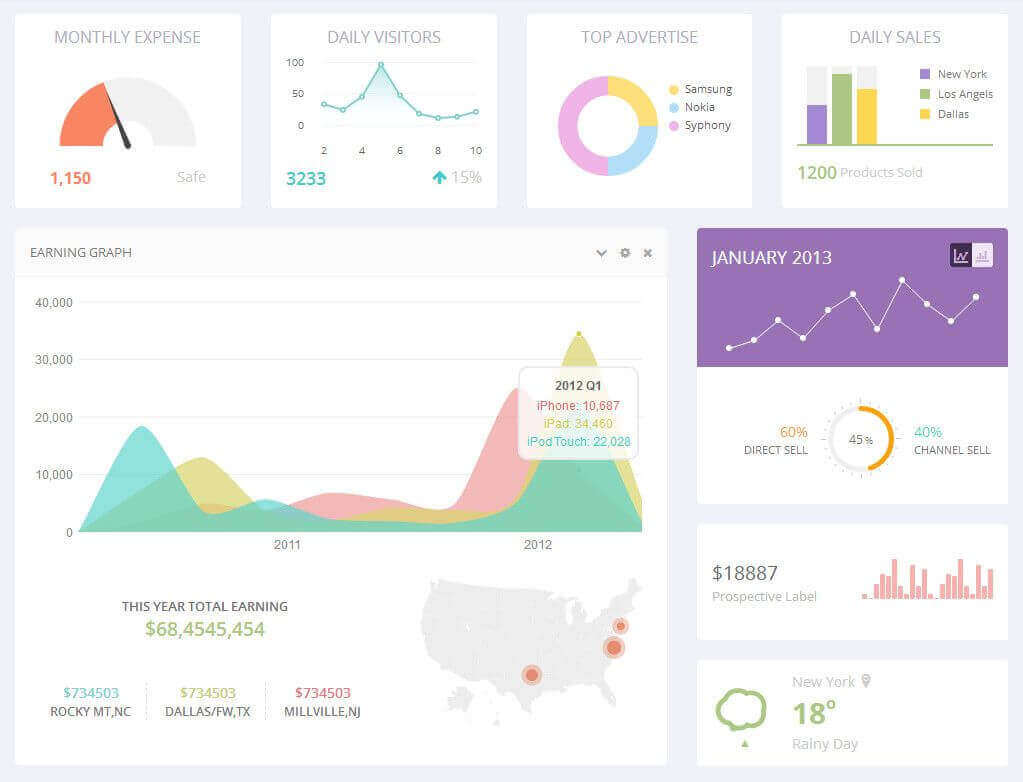 MONTHLY EXPENSE
1,150
Safe
DAILY VISITORS
100
50
0
2 4 6 8 10
3233
15%
TOP ADVERTISE
Samsung
Nokia
Syphony
DAILY SALES
New York
Los Angels
Dallas
1200 Products Sold
EARNING GRAPH
40,000
30,000
20,000
10,000
0
2012 Q1
iPhone: 10,687
iPad: 34,460
iPod Touch: 22,028
2011 2012
THIS YEAR TOTAL EARNING
$68,4545,454
$734503
ROCKY MT,NC
$734503
DALLAS/FW,TX
$734503
MILLVILLE,NJ
JANUARY 2013
60%
DIRECT SELL
45%
40%
CHANNEL SELL
$18887
Prospective Label
New York
18°
Rainy Day